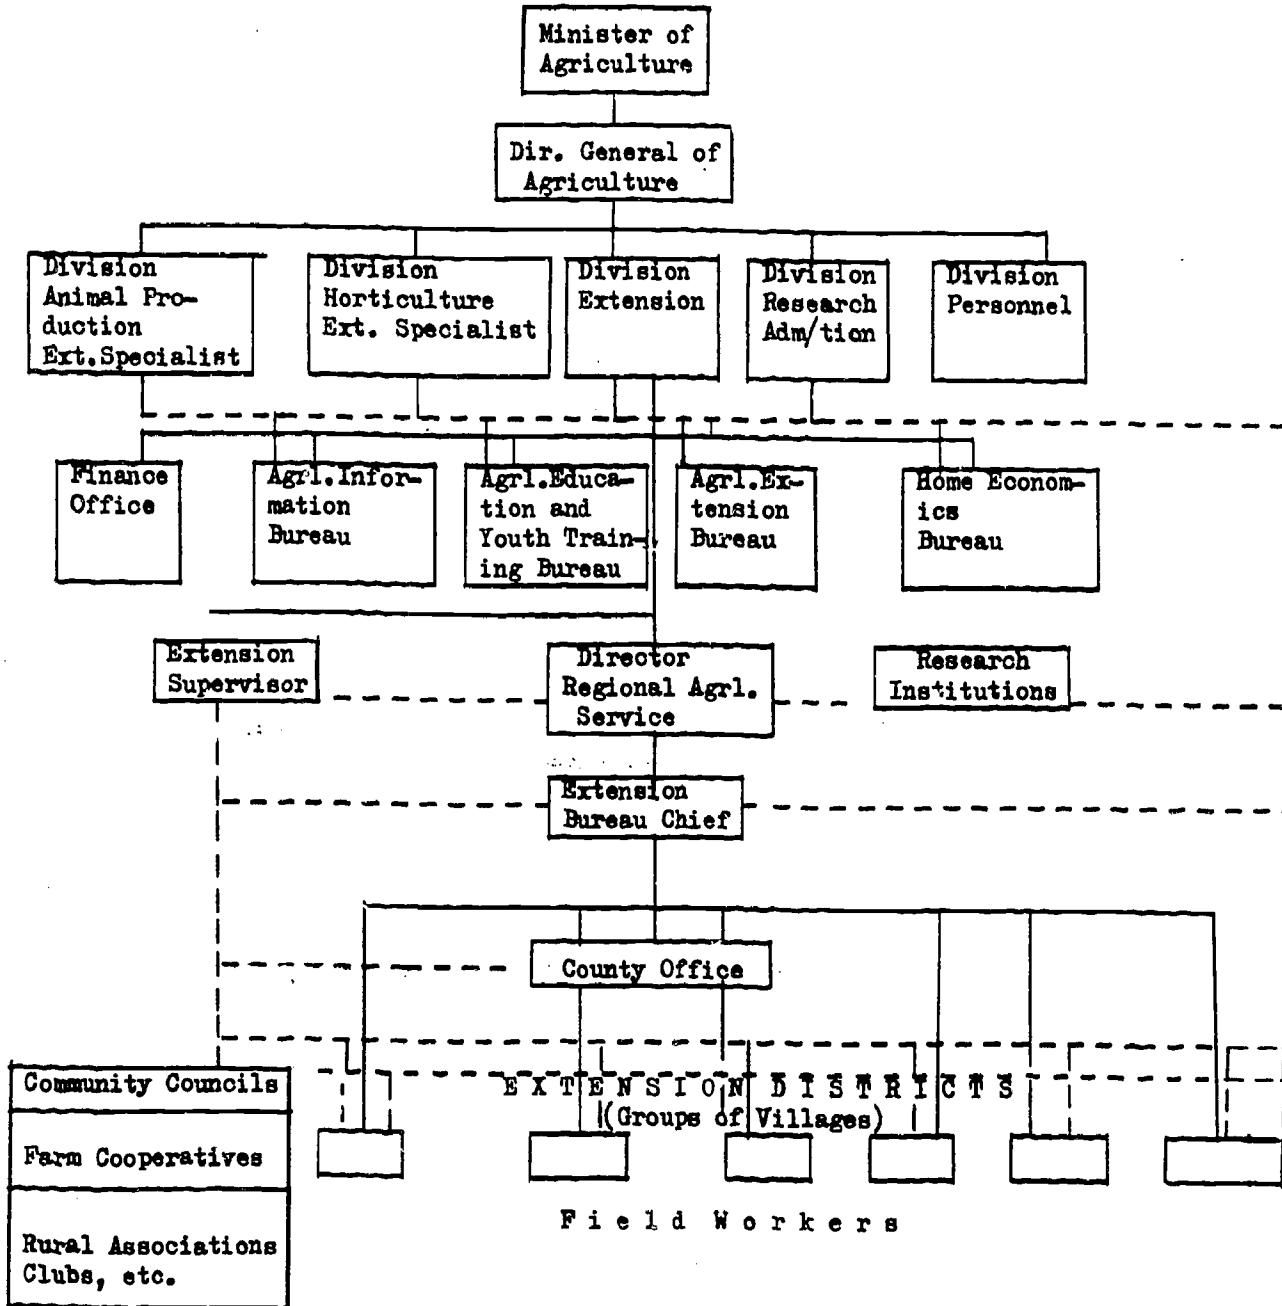 Minister of
Agriculture
Dir. General of
Agriculture
Division
Animal Pro-
duction
Ext.Specialist
Division
Horticulture
Ext. Specialist
Division
Extension
Division
Research
Adm/tion
Division
Personnel
Finance
Office
Agrl.Infor-
mation
Bureau
Agrl.Educa-
tion and
Youth Train-
ing Bureau
Agrl.Ex-
tension
Bureau
Home Econom-
ics
Bureau
Extension
Supervisor
Director
Regional Agrl.
Service
Research
Institutions
Extension
Bureau Chief
County Office
Community Councils
Farm Cooperatives
Rural Associations
Clubs, etc.
EXTENSION DISTRICTS
(Groups of Villages)
Field Workers